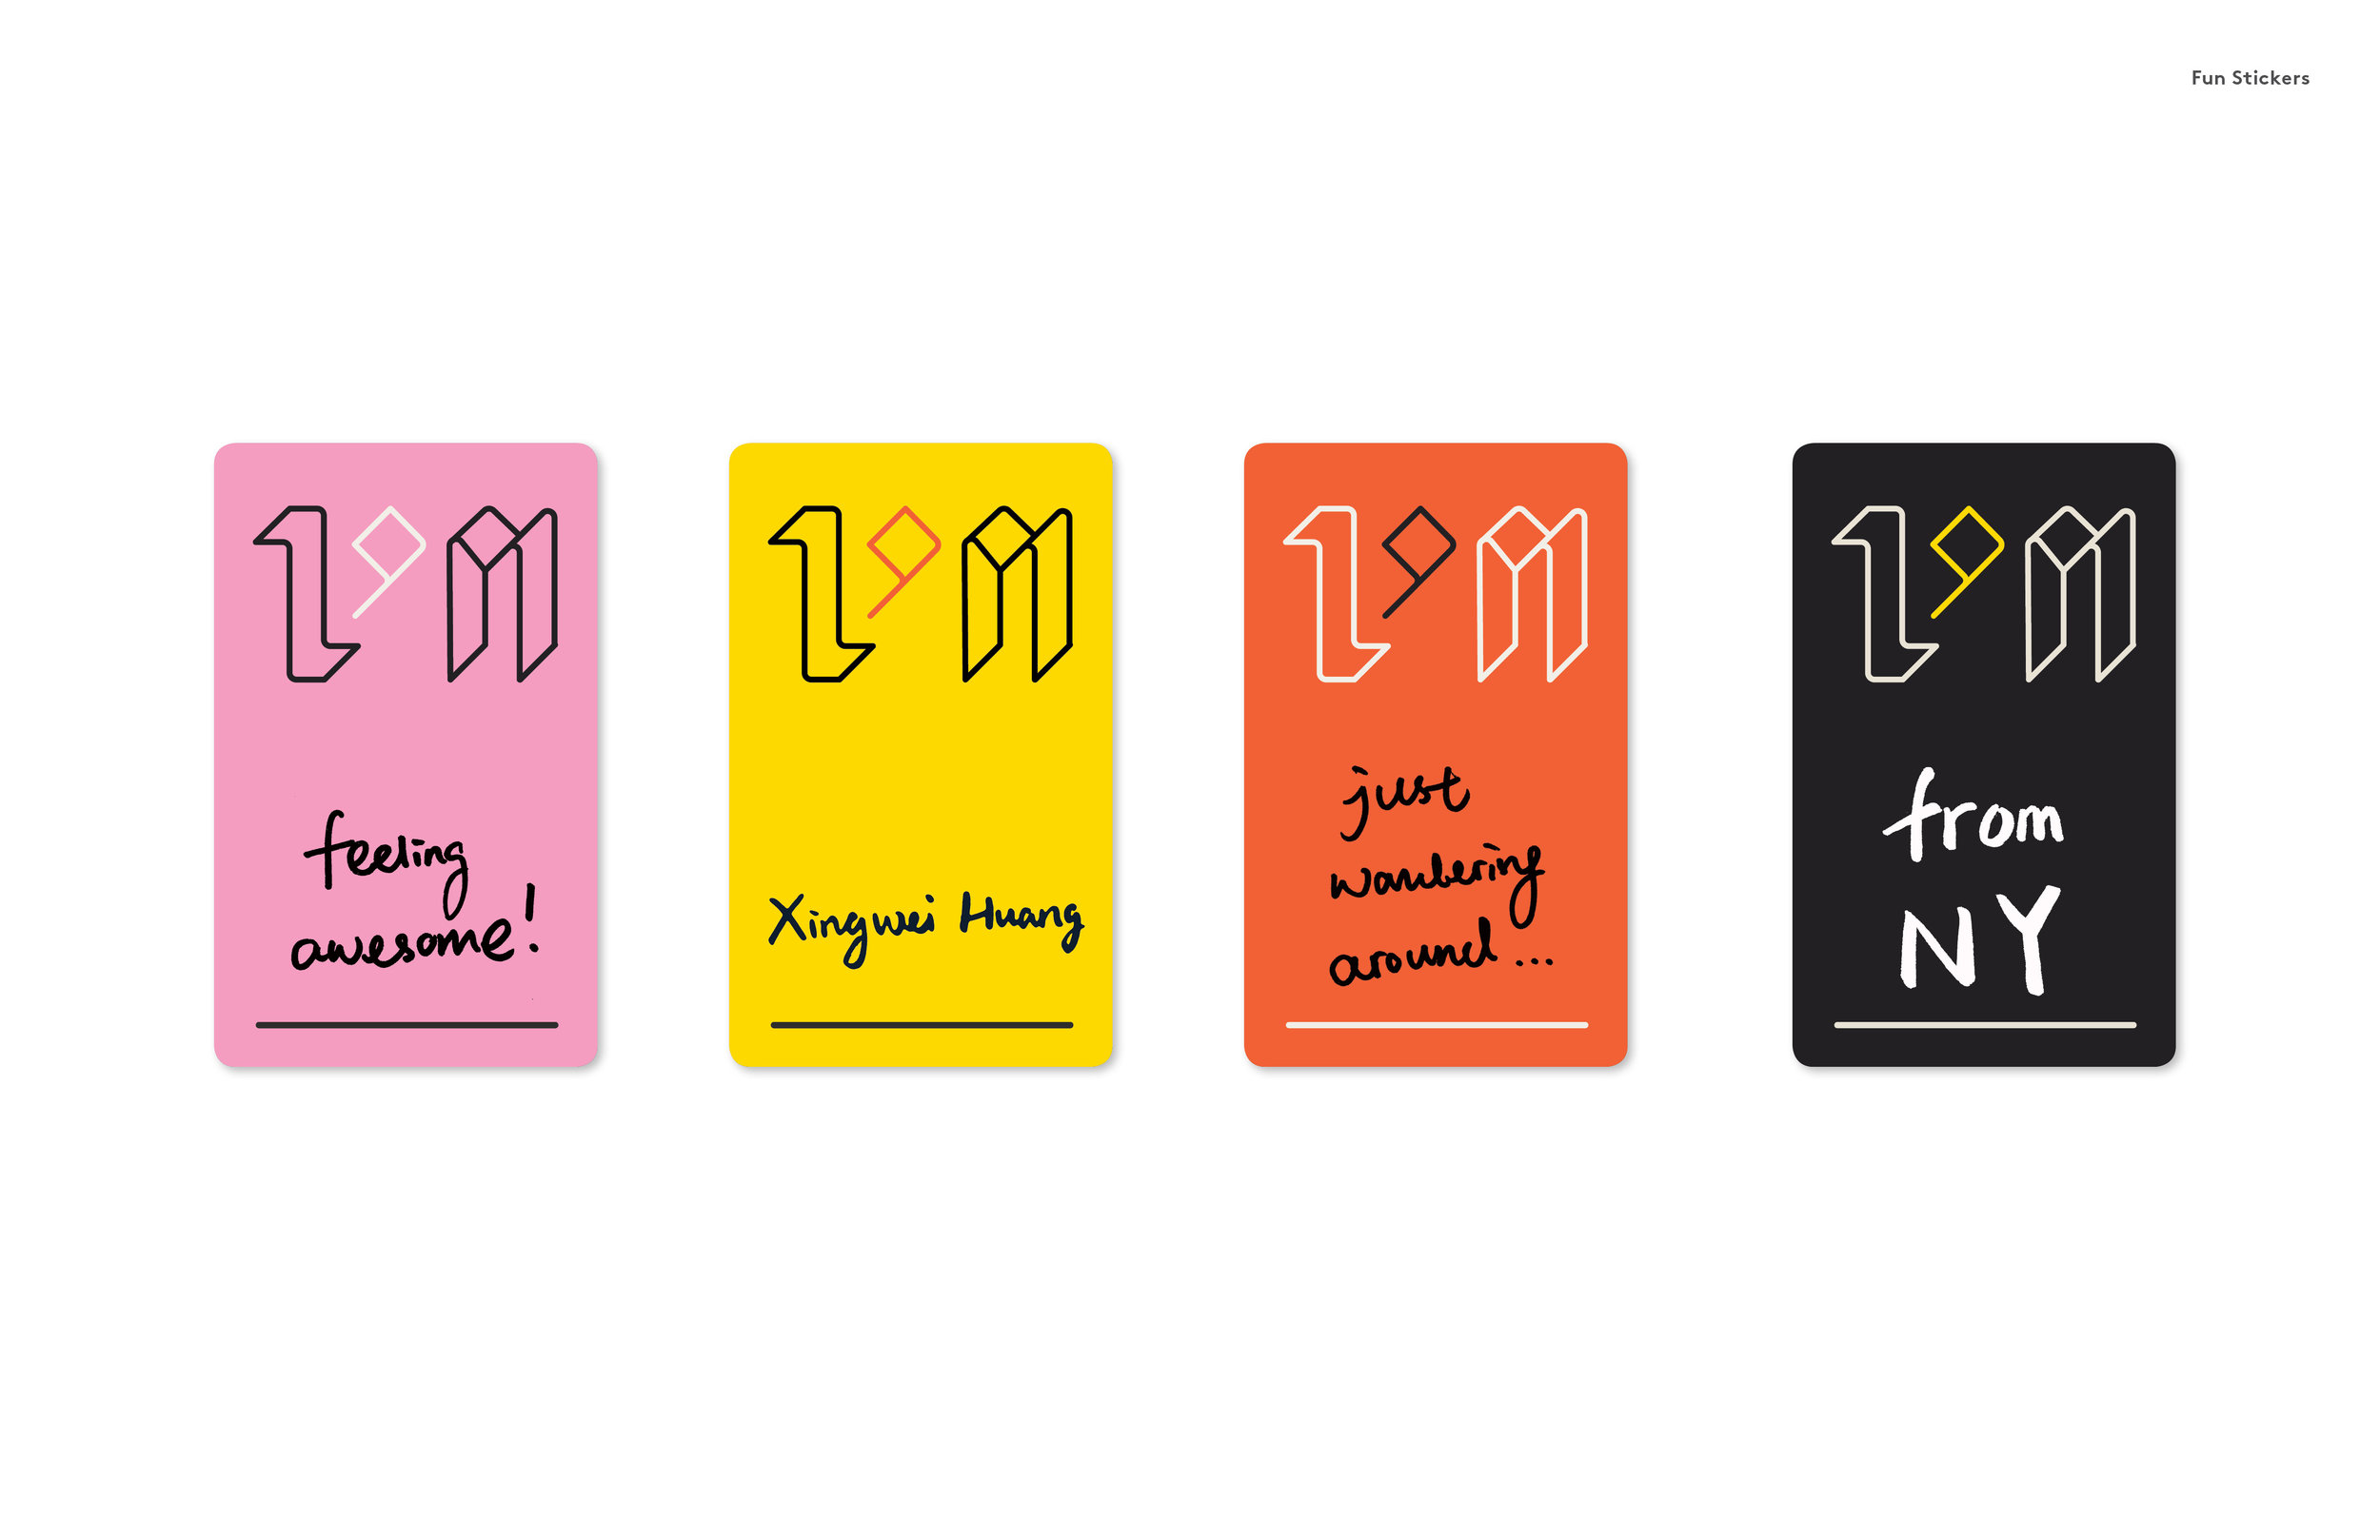 Fun Stickers
I'm
feeling
awesome!
I'm
Xingwei Huang
I'm
just
wandering
around...
I'm
from
NY